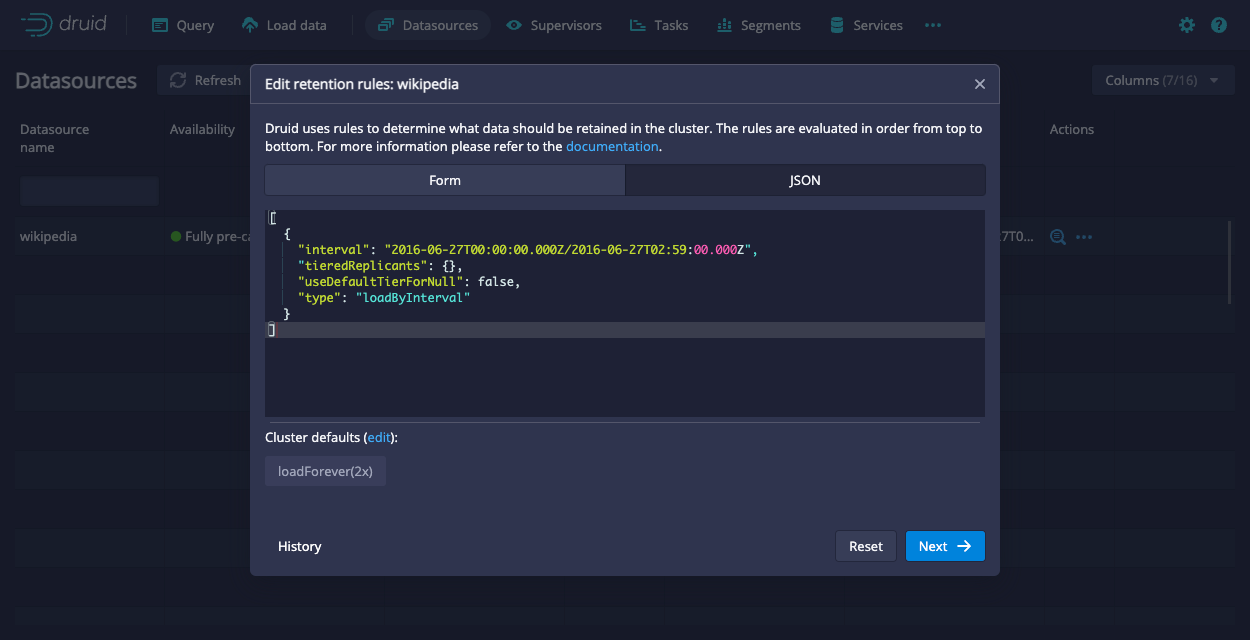 druid
Query
Load data
Datasources
Supervisors
Tasks
Segments
Services
Datasources
Refresh
Columns (7/16)
Datasource
name
Availability
Actions
wikipedia
Fully
Edit retention rules: wikipedia
Druid uses rules to determine what data should be retained in the cluster. The rules are evaluated in order from top to
bottom. For more information please refer to the documentation.
Form
JSON
[
{
"interval": "2016-06-27T00:00:00.000Z/2016-06-27T02:59:00.000Z",
"tieredReplicants": {},
"useDefaultTierForNull": false,
"type": "loadByInterval"
}
]
Cluster defaults (edit):
loadForever(2x)
History
Reset
Next